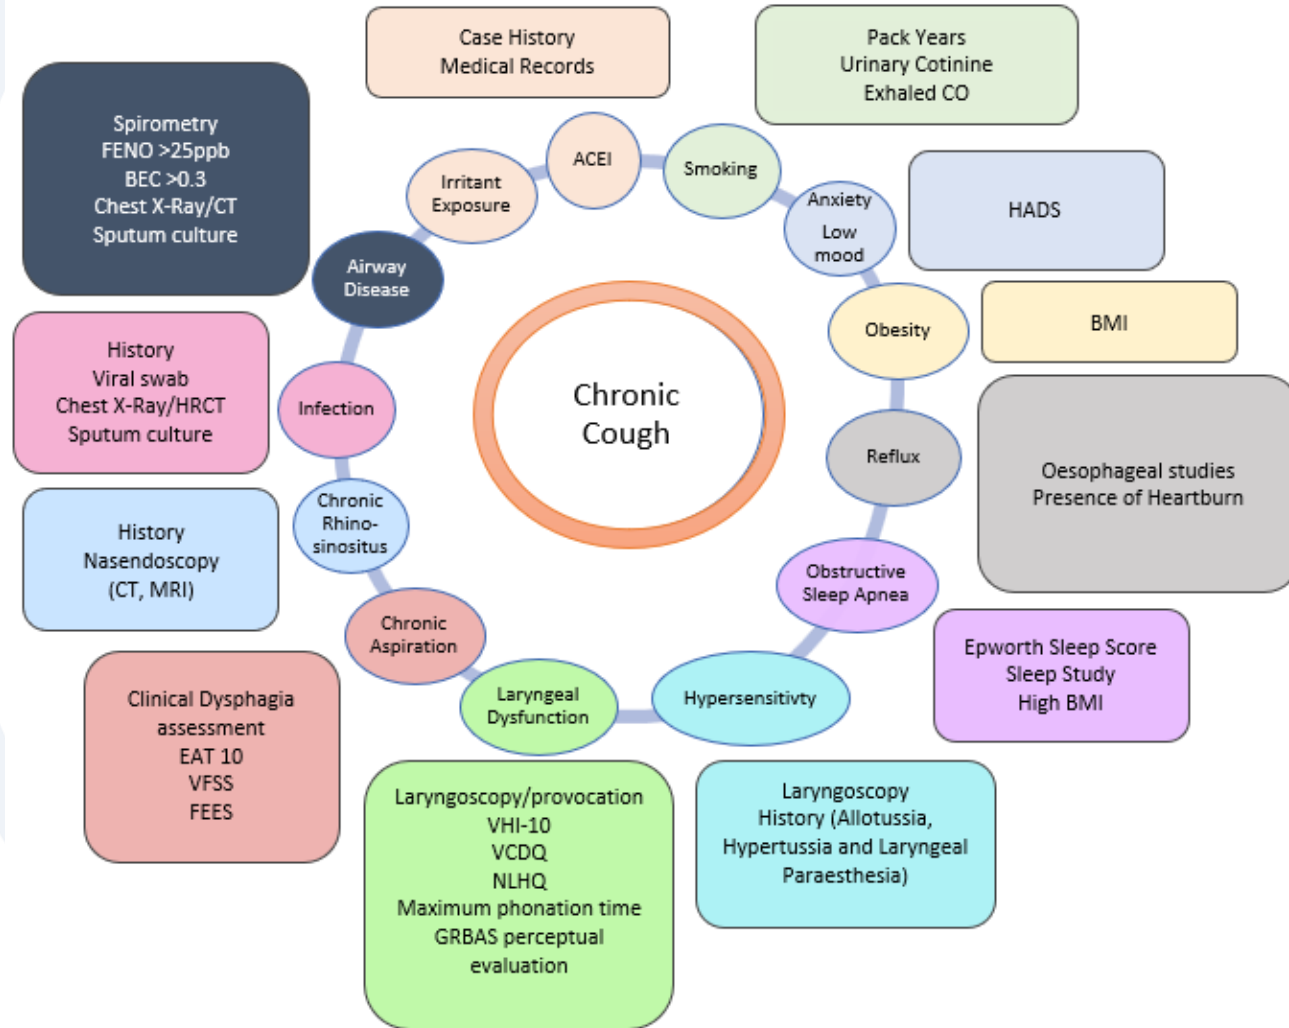 Case History
Medical Records
Pack Years
Urinary Cotinine
Exhaled CO
Spirometry
FENO >25ppb
BEC >0.3
Chest X-Ray/CT
Sputum culture
ACEI
Smoking
Irritant
Exposure
Anxiety
Low
mood
HADS
Airway
Disease
Obesity
BMI
Chronic
Cough
History
Viral swab
Chest X-Ray/HRCT
Sputum culture
Infection
Reflux
Oesophageal studies
Presence of Heartburn
History
Nasendoscopy
(CT, MRI)
Chronic
Rhino-
sinositus
Obstructive
Sleep Apnea
Chronic
Aspiration
Epworth Sleep Score
Sleep Study
High BMI
Clinical Dysphagia
assessment
EAT 10
VFSS
FEES
Laryngeal
Dysfunction
Hypersensitivty
Laryngoscopy/provocation
VHI-10
VCDQ
NLHQ
Maximum phonation time
GRBAS perceptual
evaluation
Laryngoscopy
History (Allotussia,
Hypertussia and Laryngeal
Paraesthesia)